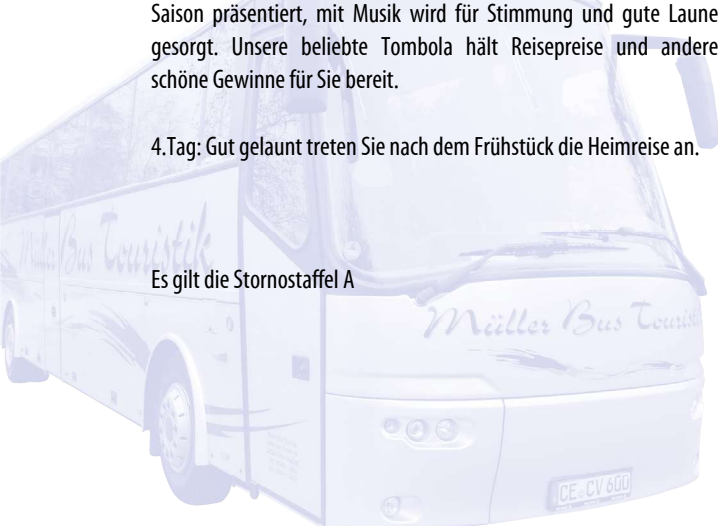 Saison präsentiert, mit Musik wird für Stimmung und gute Laune
gesorgt. Unsere beliebte Tombola hält Reisepreise und andere
schöne Gewinne für Sie bereit.
4.Tag: Gut gelaunt treten Sie nach dem Frühstück die Heimreise an.
Müller Bus Touristik
Es gilt die Stornostaffel A
Müller Bus Touristi
CE CV 600